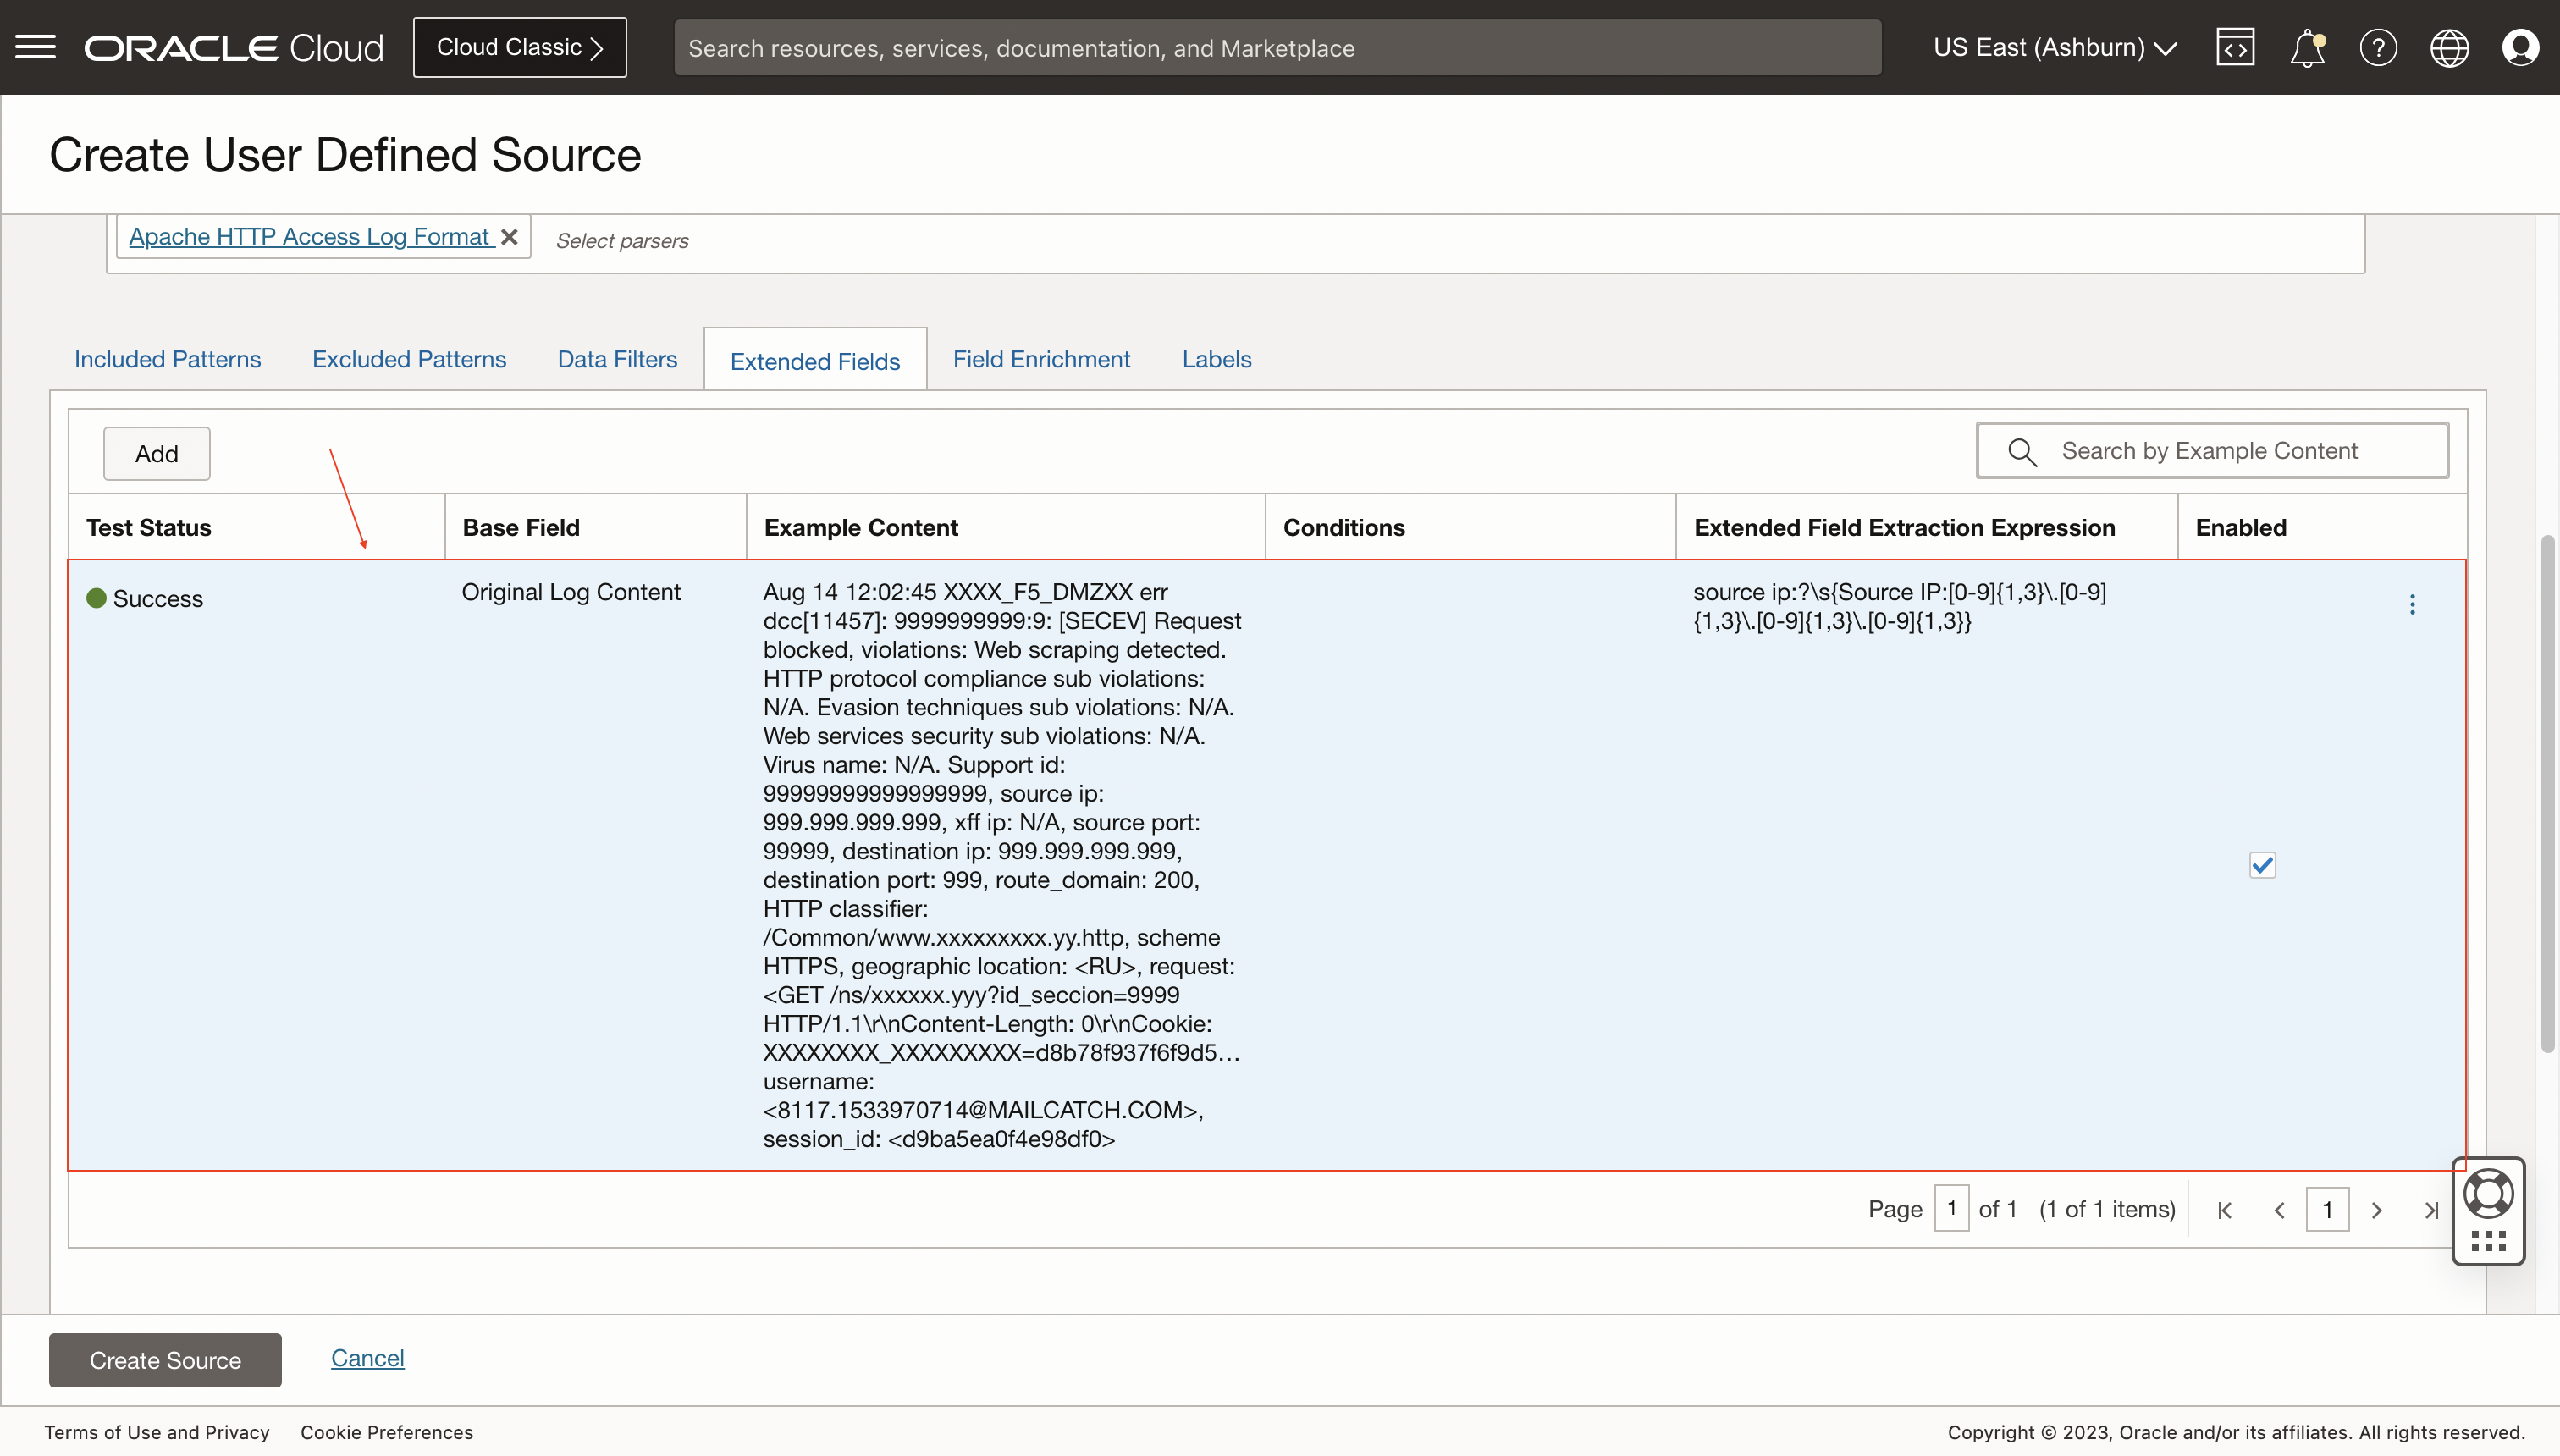 ORACLE Cloud
Cloud Classic
Search resources, services, documentation, and Marketplace
US East (Ashburn)
Create User Defined Source
Apache HTTP Access Log Format
Select parsers
Included Patterns
Excluded Patterns
Data Filters
Extended Fields
Field Enrichment
Labels
Add
Search by Example Content
Test Status
Base Field
Example Content
Conditions
Extended Field Extraction Expression
Enabled
Success
Original Log Content
Aug 14 12:02:45 XXXX_F5_DMZXX err
dcc[11457]: 9999999999:9: [SECEV] Request
blocked, violations: Web scraping detected.
HTTP protocol compliance sub violations:
N/A. Evasion techniques sub violations: N/A.
Web services security sub violations: N/A.
Virus name: N/A. Support id:
99999999999999999, source ip:
999.999.999.999, xff ip: N/A, source port:
99999, destination ip: 999.999.999.999,
destination port: 999, route_domain: 200,
HTTP classifier:
/Common/www.xxxxxxxxx.yy.http, scheme
HTTPS, geographic location: <RU>, request:
<GET /ns/xxxxxx.yyy?id_seccion=9999
HTTP/1.1\r\nContent-Length: 0\r\nCookie:
XXXXXXXX_XXXXXXXXX=d8b78f937f6f9d5…
username:
<8117.1533970714@MAILCATCH.COM>,
session_id: <d9ba5ea0f4e98df0>
source ip:?\s{Source IP:[0-9]{1,3}\.[0-9]
{1,3}\.[0-9]{1,3}\.[0-9]{1,3}}
Page 1 of 1 (1 of 1 items)
1
Create Source
Cancel
Terms of Use and Privacy
Cookie Preferences
Copyright © 2023, Oracle and/or its affiliates. All rights reserved.